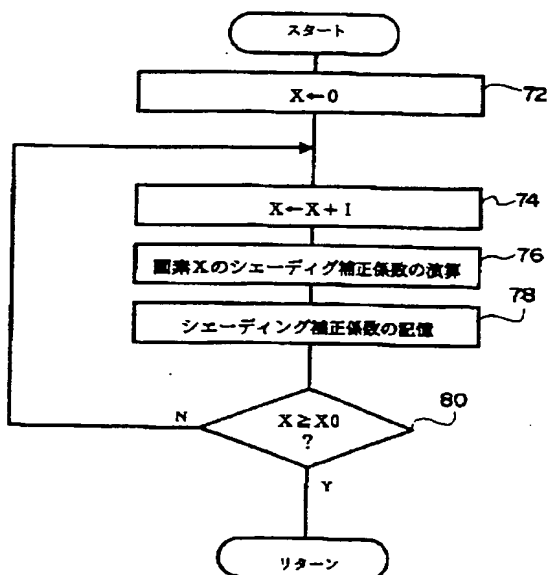 スタート
X←0
72
X←X+1
74
画素Xのシェーディグ補正係数の演算
76
シェーディング補正係数の記憶
78
X≧X0
?
80
N
Y
リターン